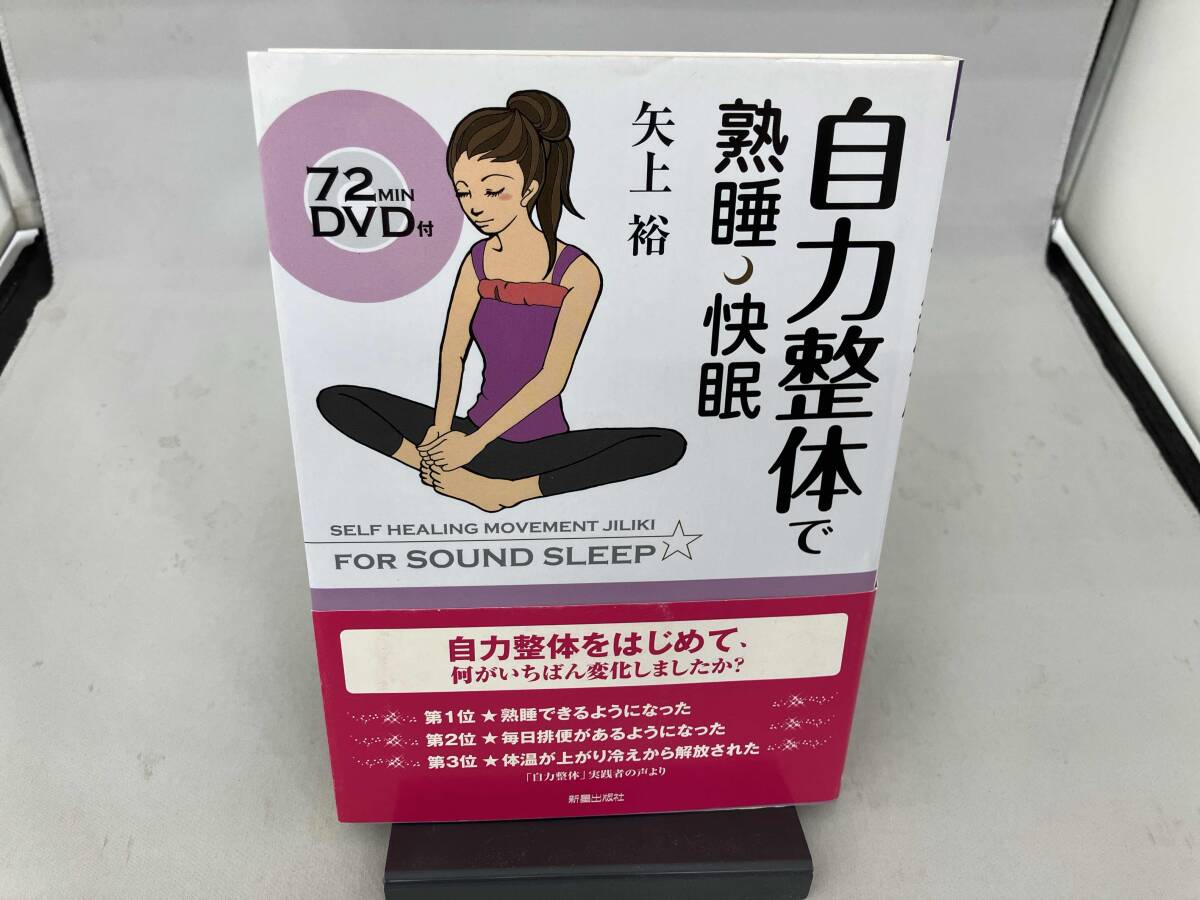 自力整体で
熟睡・快眠
矢上 裕
72MIN
DVD付
SELF HEALING MOVEMENT JILIKI
FOR SOUND SLEEP
自力整体をはじめて、
何がいちばん変化しましたか?
第1位 ★ 熟睡できるようになった
第2位 ★ 毎日排便があるようになった
第3位 ★ 体温が上がり冷えから解放された
「自力整体」実践者の声より
新星出版社